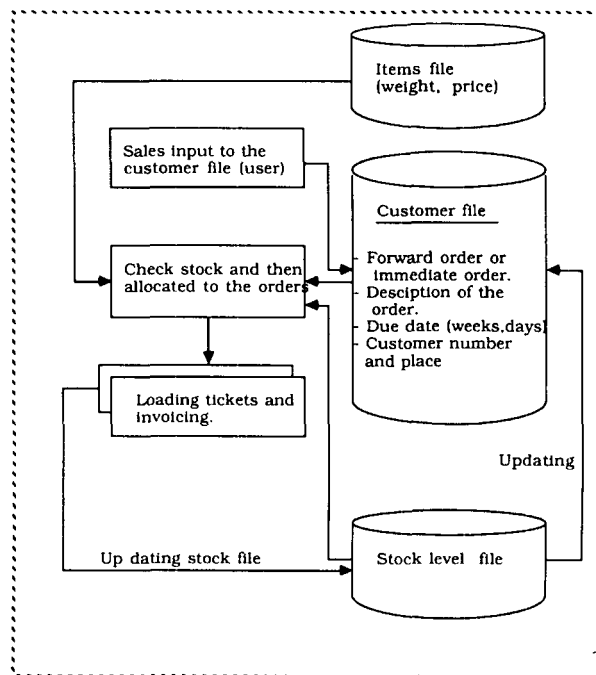 Items file
(weight, price)
Sales input to the
customer file (user)
Customer file
- Forward order or
immediate order.
- Desciption of the
order.
- Due date (weeks,days)
- Customer number
and place
Check stock and then
allocated to the orders
Loading tickets and
invoicing.
Updating
Up dating stock file
Stock level file